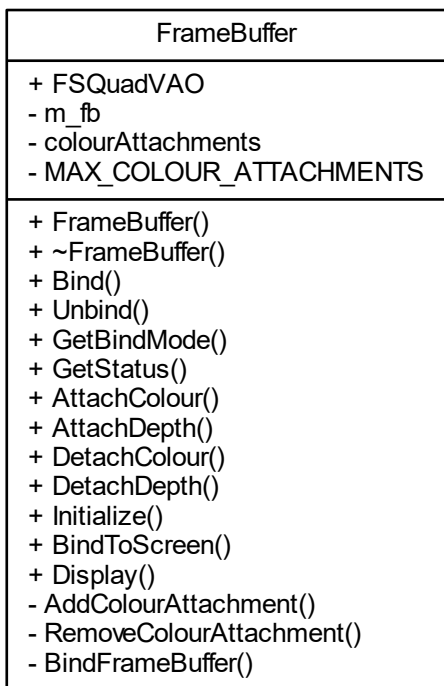 FrameBuffer
+ FSQuadVAO
- m_fb
- colourAttachments
- MAX_COLOUR_ATTACHMENTS
+ FrameBuffer()
+ ~FrameBuffer()
+ Bind()
+ Unbind()
+ GetBindMode()
+ GetStatus()
+ AttachColour()
+ AttachDepth()
+ DetachColour()
+ DetachDepth()
+ Initialize()
+ BindToScreen()
+ Display()
- AddColourAttachment()
- RemoveColourAttachment()
- BindFrameBuffer()